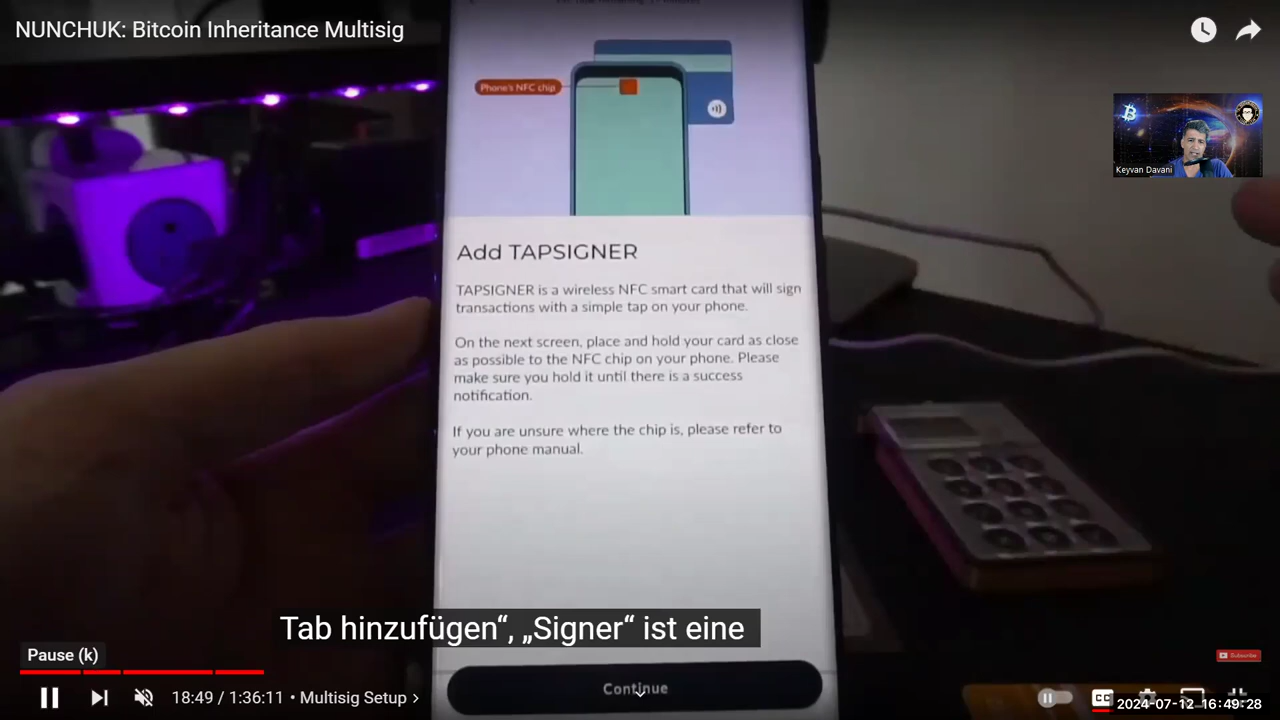 NUNCHUK: Bitcoin Inheritance Multisig
Phone's NFC chip
Keyvan Davani
Add TAPSIGNER
TAPSIGNER is a wireless NFC smart card that will sign
transactions with a simple tap on your phone.
On the next screen, place and hold your card as close
as possible to the NFC chip on your phone. Please
make sure you hold it until there is a success
notification.
If you are unsure where the chip is, please refer to
your phone manual.
Tab hinzufügen“, „Signer“ ist eine
Pause (k)
Subscribe
Continue
18:49 / 1:36:11 • Multisig Setup ›
CC
2024-07-12 16:49:28